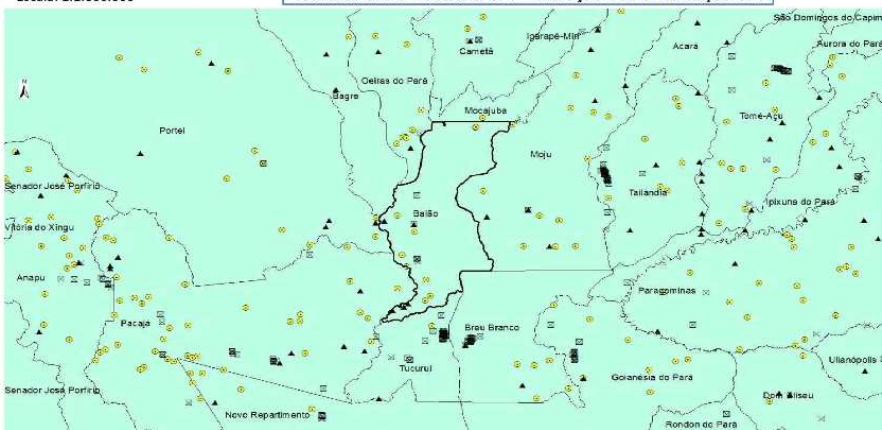 São Domingos do Capim
Igarapé-Miri
Cametá
Acará
Aurora do Pará
Oeiras do Pará
Bagre
Mocajuba
Tomé-Açu
Portel
Moju
Senador José Porfírio
Tailândia
Ipixuna do Pará
Baião
Vitória do Xingu
Anapu
Paragominas
Pacajá
Breu Branco
Tucuruí
Goianésia do Pará
Ulianópolis
Senador José Porfírio
Dom Eliseu
Novo Repartimento
Rondon do Pará